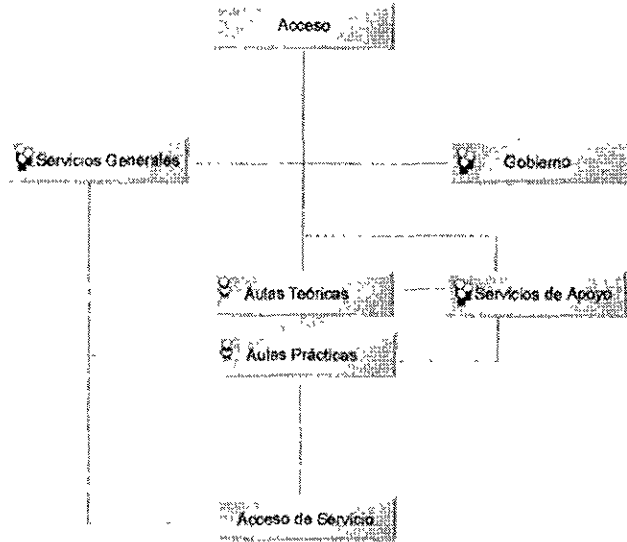 Acceso
Servicios Generales
Gobierno
Aulas Teóricas
Servicios de Apoyo
Aulas Prácticas
Acceso de Servicio